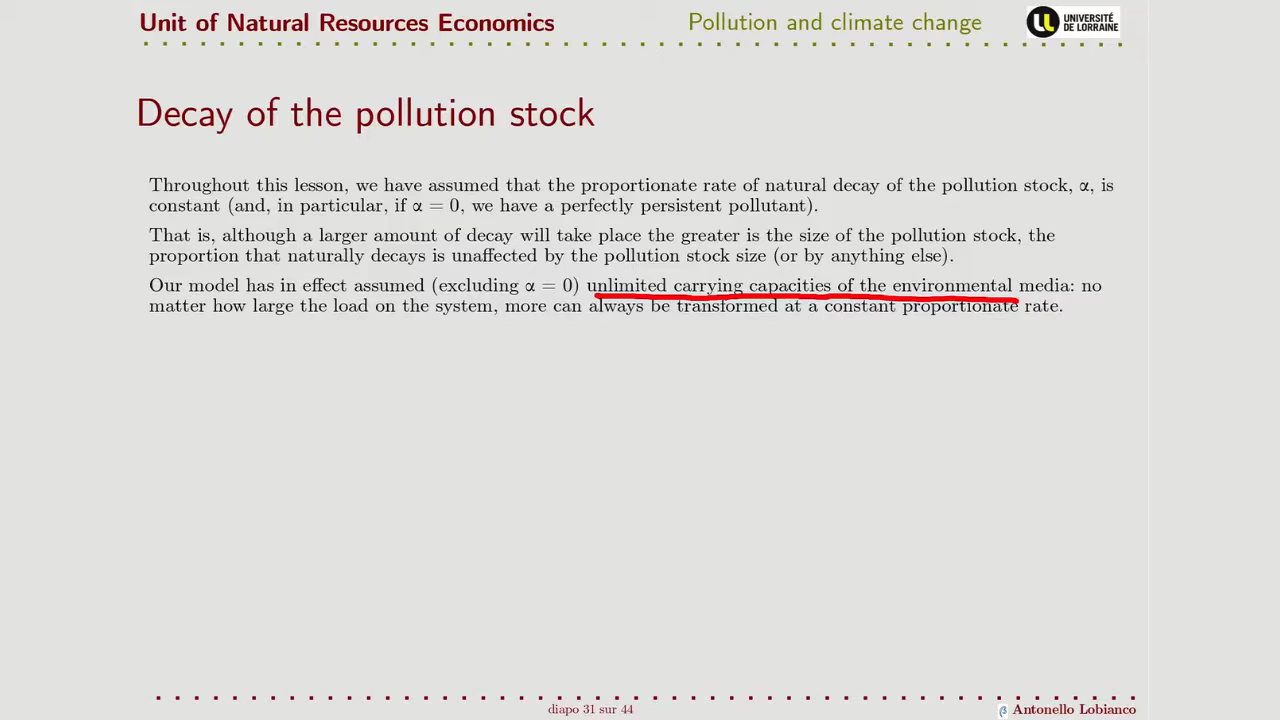 Unit of Natural Resources Economics
Pollution and climate change
UNIVERSITÉ
DE LORRAINE
Decay of the pollution stock
Throughout this lesson, we have assumed that the proportionate rate of natural decay of the pollution stock, α, is
constant (and, in particular, if α = 0, we have a perfectly persistent pollutant).
That is, although a larger amount of decay will take place the greater is the size of the pollution stock, the
proportion that naturally decays is unaffected by the pollution stock size (or by anything else).
Our model has in effect assumed (excluding α = 0) unlimited carrying capacities of the environmental media: no
matter how large the load on the system, more can always be transformed at a constant proportionate rate.
diapo 31 sur 44
β Antonello Lobianco